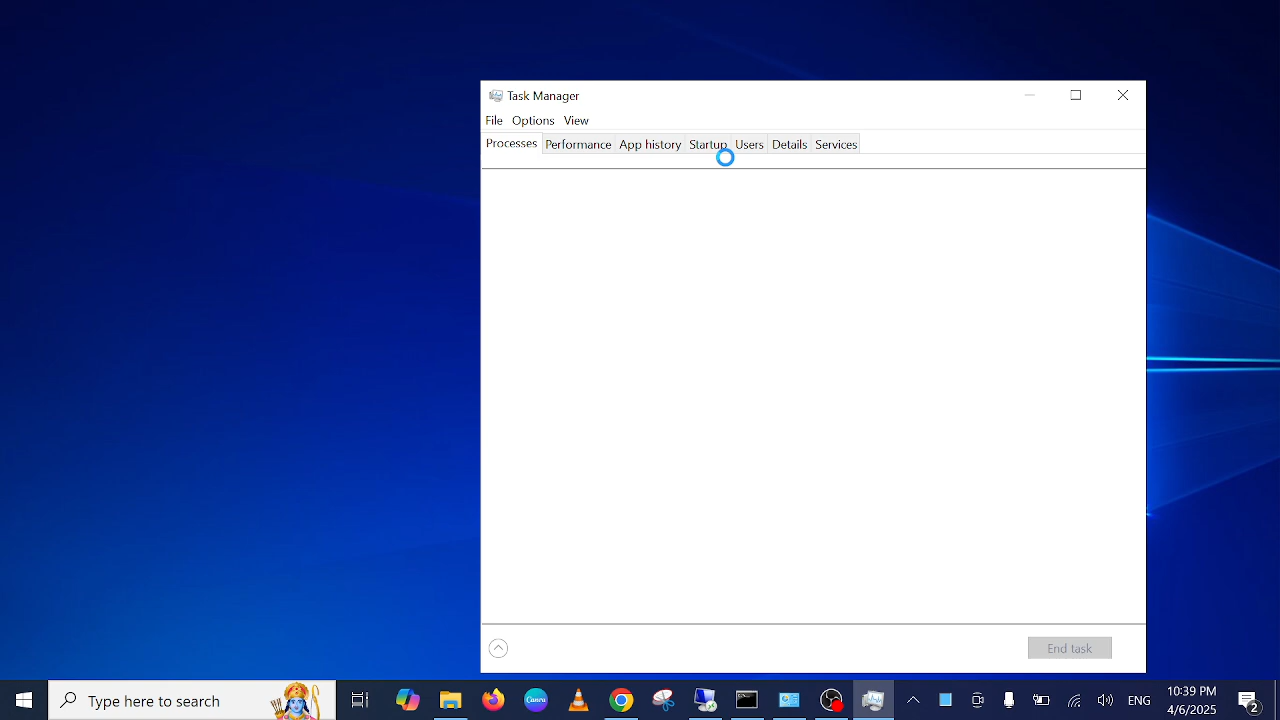 Task Manager
File Options View
Processes Performance App history Startup Users Details Services
End task
Type here to search
Canva
ENG
10:39 PM
4/6/2025
2